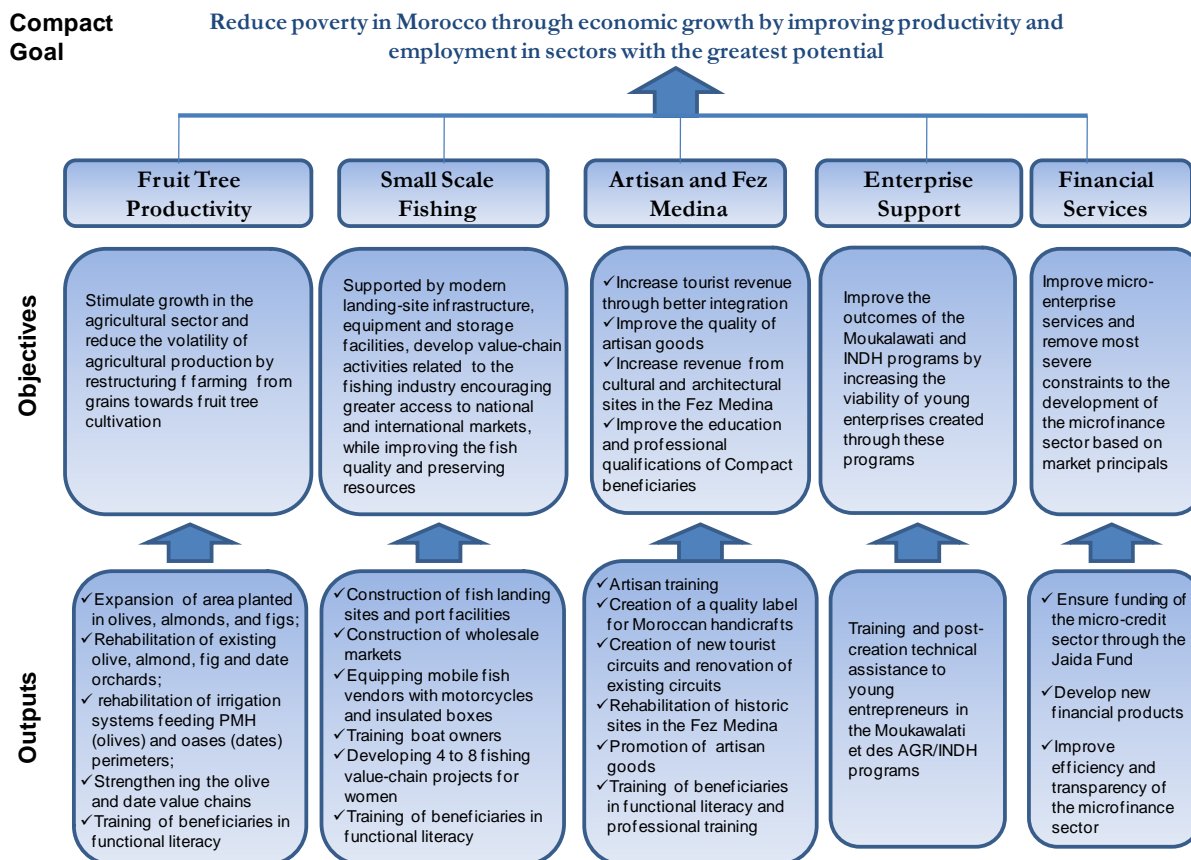 Compact
Goal
Reduce poverty in Morocco through economic growth by improving productivity and
employment in sectors with the greatest potential
Fruit Tree
Productivity
Small Scale
Fishing
Artisan and Fez
Medina
Enterprise
Support
Financial
Services
Objectives
Stimulate growth in the
agricultural sector and
reduce the volatility of
agricultural production by
restructuring f farming from
grains towards fruit tree
cultivation
Supported by modern
landing-site infrastructure,
equipment and storage
facilities, develop value-chain
activities related to the
fishing industry encouraging
greater access to national
and international markets,
while improving the fish
quality and preserving
resources
✓Increase tourist revenue
through better integration
✓Improve the quality of
artisan goods
✓Increase revenue from
cultural and architectural
sites in the Fez Medina
✓Improve the education
and professional
qualifications of Compact
beneficiaries
Improve the
outcomes of the
Moukalawati and
INDH programs by
increasing the
viability of young
enterprises created
through these
programs
Improve micro-
enterprise
services and
remove most
severe
constraints to the
development of
the microfinance
sector based on
market principals
Outputs
✓Expansion of area planted
in olives, almonds, and figs;
✓Rehabilitation of existing
olive, almond, fig and date
orchards;
✓ rehabilitation of irrigation
systems feeding PMH
(olives) and oases (dates)
perimeters;
✓Strengthening the olive
and date value chains
✓Training of beneficiaries in
functional literacy
✓Construction of fish landing
sites and port facilities
✓Construction of wholesale
markets
✓Equipping mobile fish
vendors with motorcycles
and insulated boxes
✓Training boat owners
✓Developing 4 to 8 fishing
value-chain projects for
women
✓Training of beneficiaries in
functional literacy
✓Artisan training
✓Creation of a quality label
for Moroccan handicrafts
✓Creation of new tourist
circuits and renovation of
existing circuits
✓Rehabilitation of historic
sites in the Fez Medina
✓Promotion of artisan
goods
✓Training of beneficiaries
in functional literacy and
professional training
Training and post-
creation technical
assistance to
young
entrepreneurs in
the Moukawalati
et des AGR/INDH
programs
✓Ensure funding of
the micro-credit
sector through the
Jaida Fund
✓Develop new
financial products
✓Improve
efficiency and
transparency of
the microfinance
sector